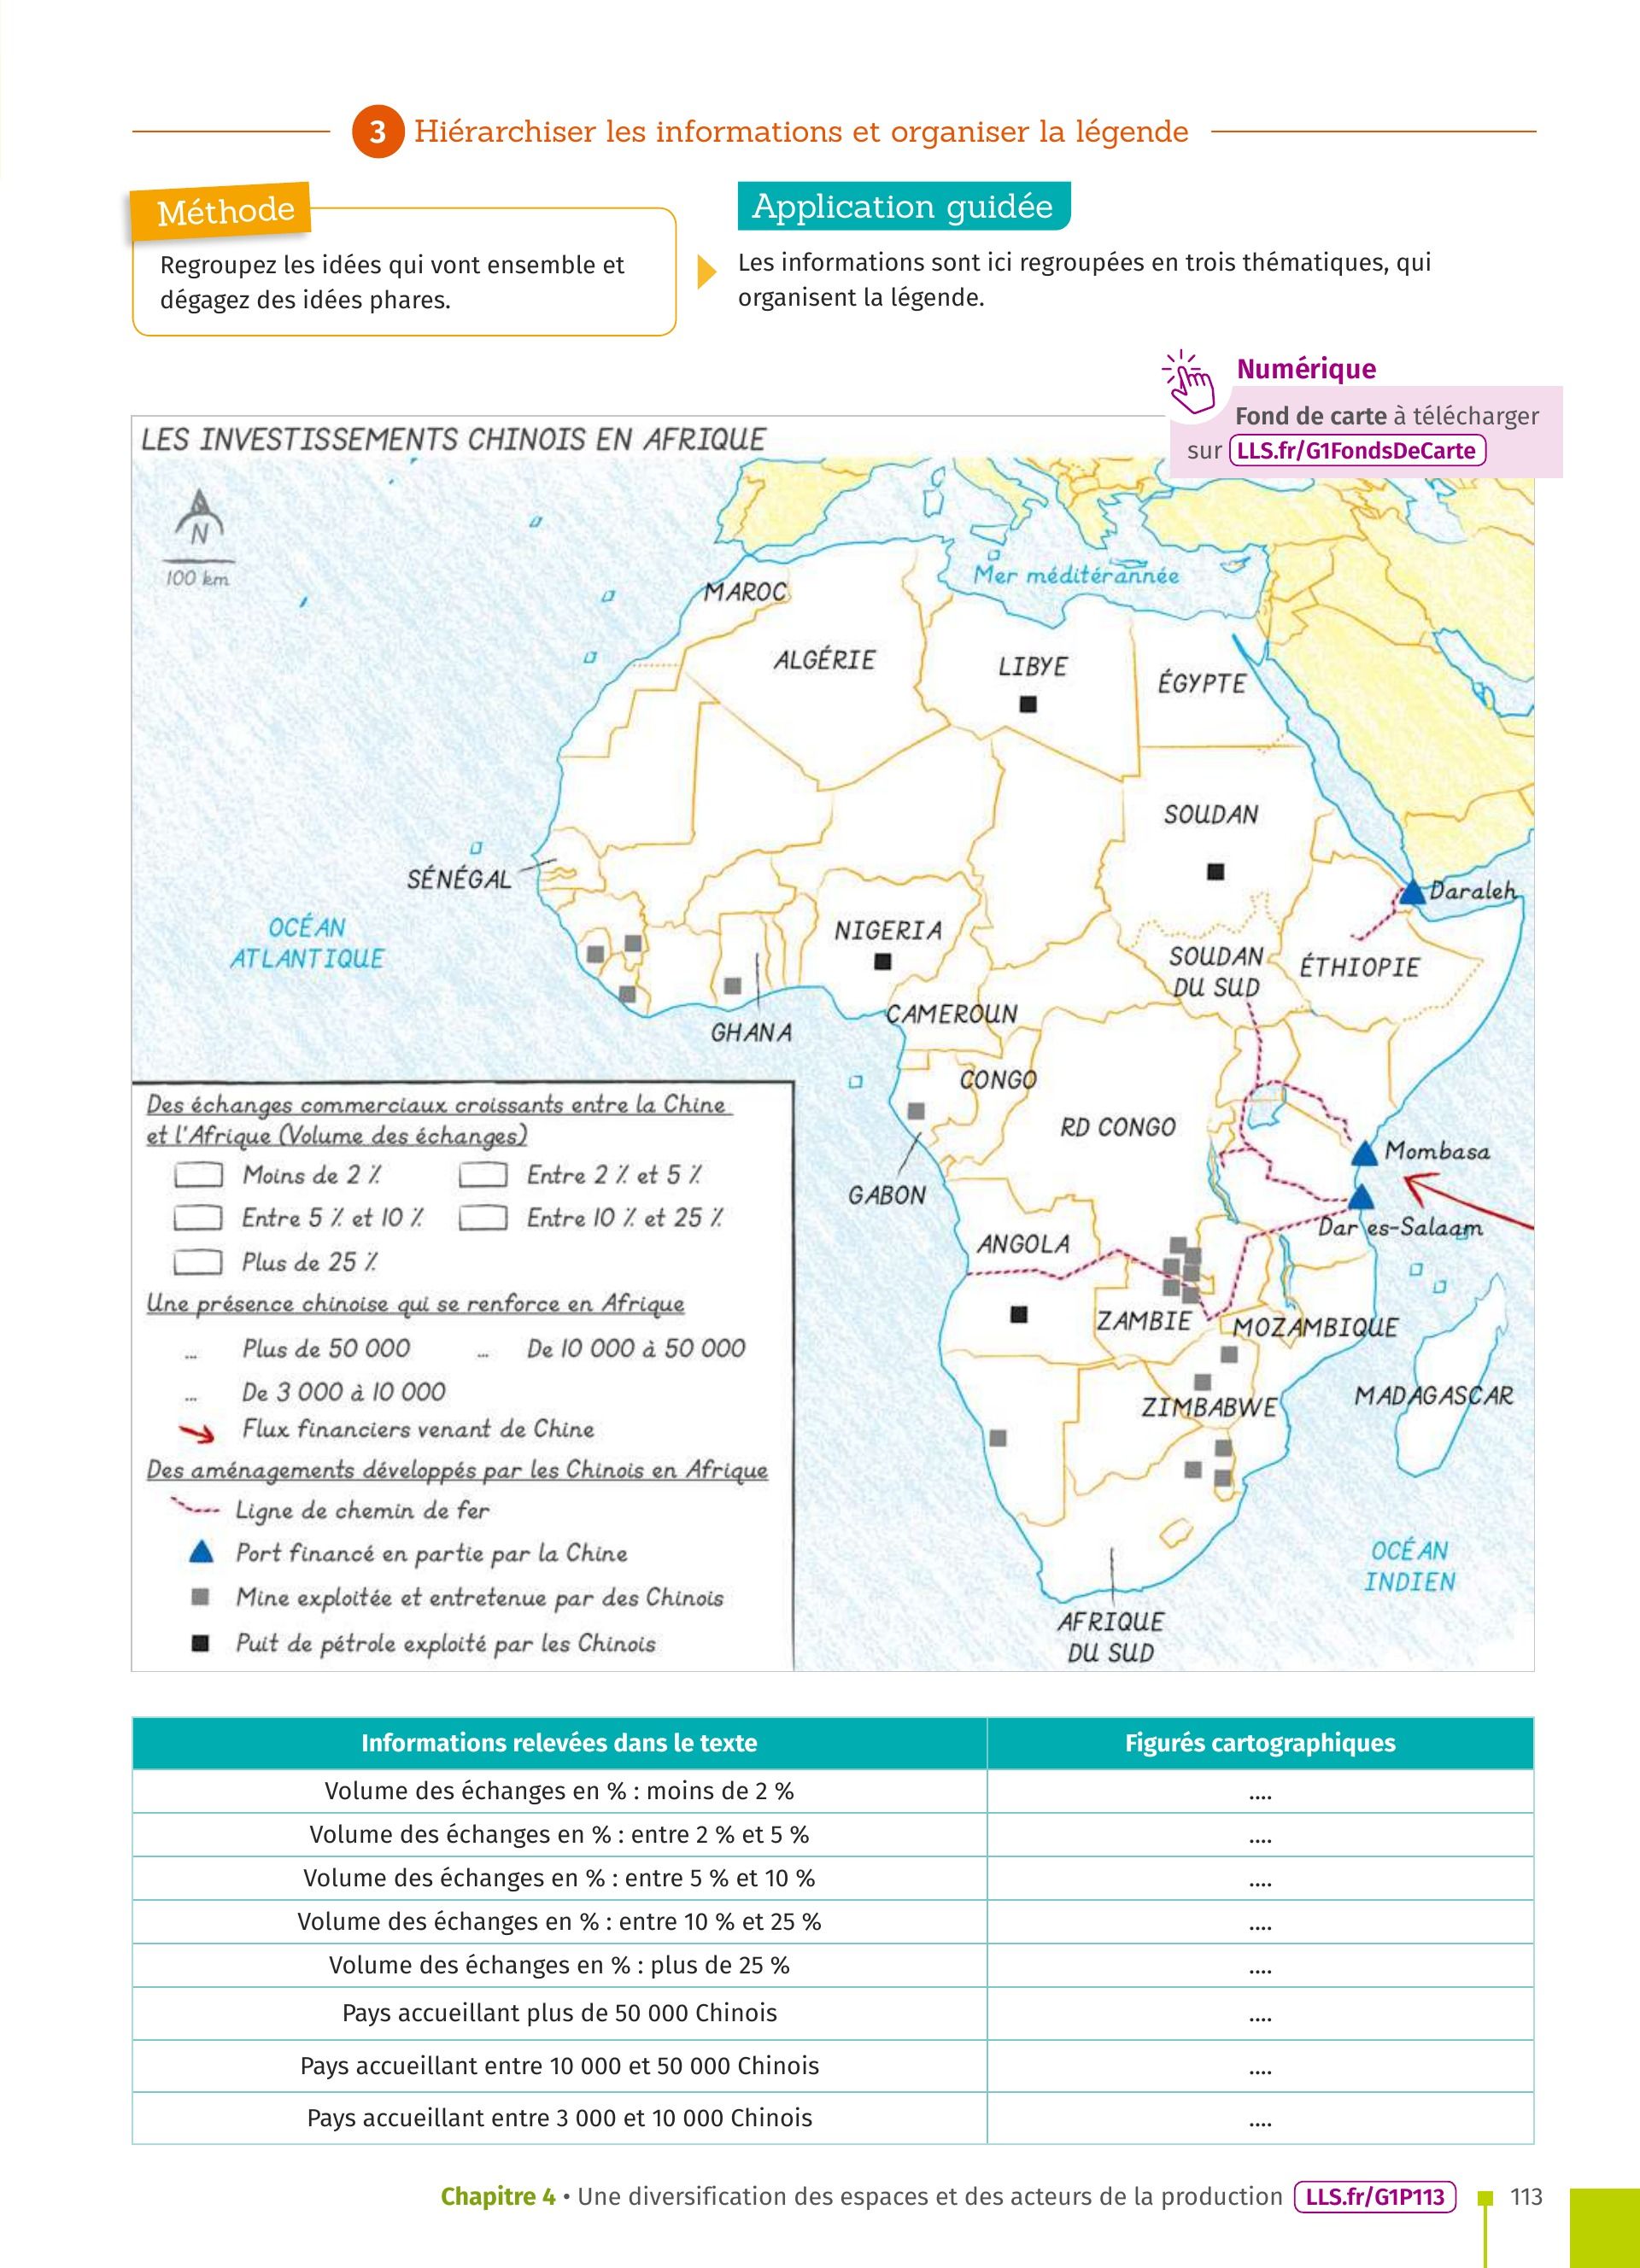 3 Hiérarchiser les informations et organiser la légende
Méthode
Regroupez les idées qui vont ensemble et
dégagez des idées phares.
Application guidée
Les informations sont ici regroupées en trois thématiques, qui
organisent la légende.
Numérique
Fond de carte à télécharger
sur LLS.fr/G1FondsDeCarte
LES INVESTISSEMENTS CHINOIS EN AFRIQUE
N
100 km
Mer méditérannée
MAROC
ALGÉRIE
LIBYE
ÉGYPTE
SOUDAN
SÉNÉGAL
Daraleh
OCÉAN
ATLANTIQUE
NIGERIA
SOUDAN
DU SUD
ÉTHIOPIE
GHANA
CAMEROUN
CONGO
RD CONGO
Mombasa
GABON
Dar es-Salaam
ANGOLA
ZAMBIE
MOZAMBIQUE
MADAGASCAR
ZIMBABWE
OCÉAN
INDIEN
AFRIQUE
DU SUD
Des échanges commerciaux croissants entre la Chine
et l'Afrique (Volume des échanges)
Moins de 2 % Entre 2 % et 5 %
Entre 5 % et 10 % Entre 10 % et 25 %
Plus de 25 %
Une présence chinoise qui se renforce en Afrique
... Plus de 50 000 ... De 10 000 à 50 000
... De 3 000 à 10 000
Flux financiers venant de Chine
Des aménagements développés par les Chinois en Afrique
Ligne de chemin de fer
Port financé en partie par la Chine
Mine exploitée et entretenue par des Chinois
Puit de pétrole exploité par les Chinois
Informations relevées dans le texte Figurés cartographiques
Volume des échanges en % : moins de 2 % ....
Volume des échanges en % : entre 2 % et 5 % ....
Volume des échanges en % : entre 5 % et 10 % ....
Volume des échanges en % : entre 10 % et 25 % ....
Volume des échanges en % : plus de 25 % ....
Pays accueillant plus de 50 000 Chinois ....
Pays accueillant entre 10 000 et 50 000 Chinois ....
Pays accueillant entre 3 000 et 10 000 Chinois ....
Chapitre 4 • Une diversification des espaces et des acteurs de la production LLS.fr/G1P113 113